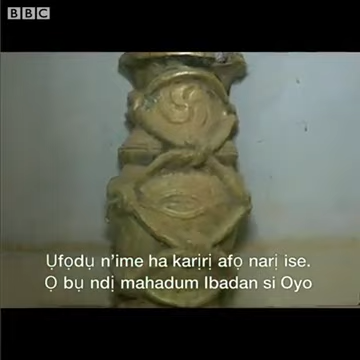 BBC
Ụfọdụ n'ime ha karịrị afọ narị ise.
Ọ bụ ndị mahadum Ibadan si Oyo